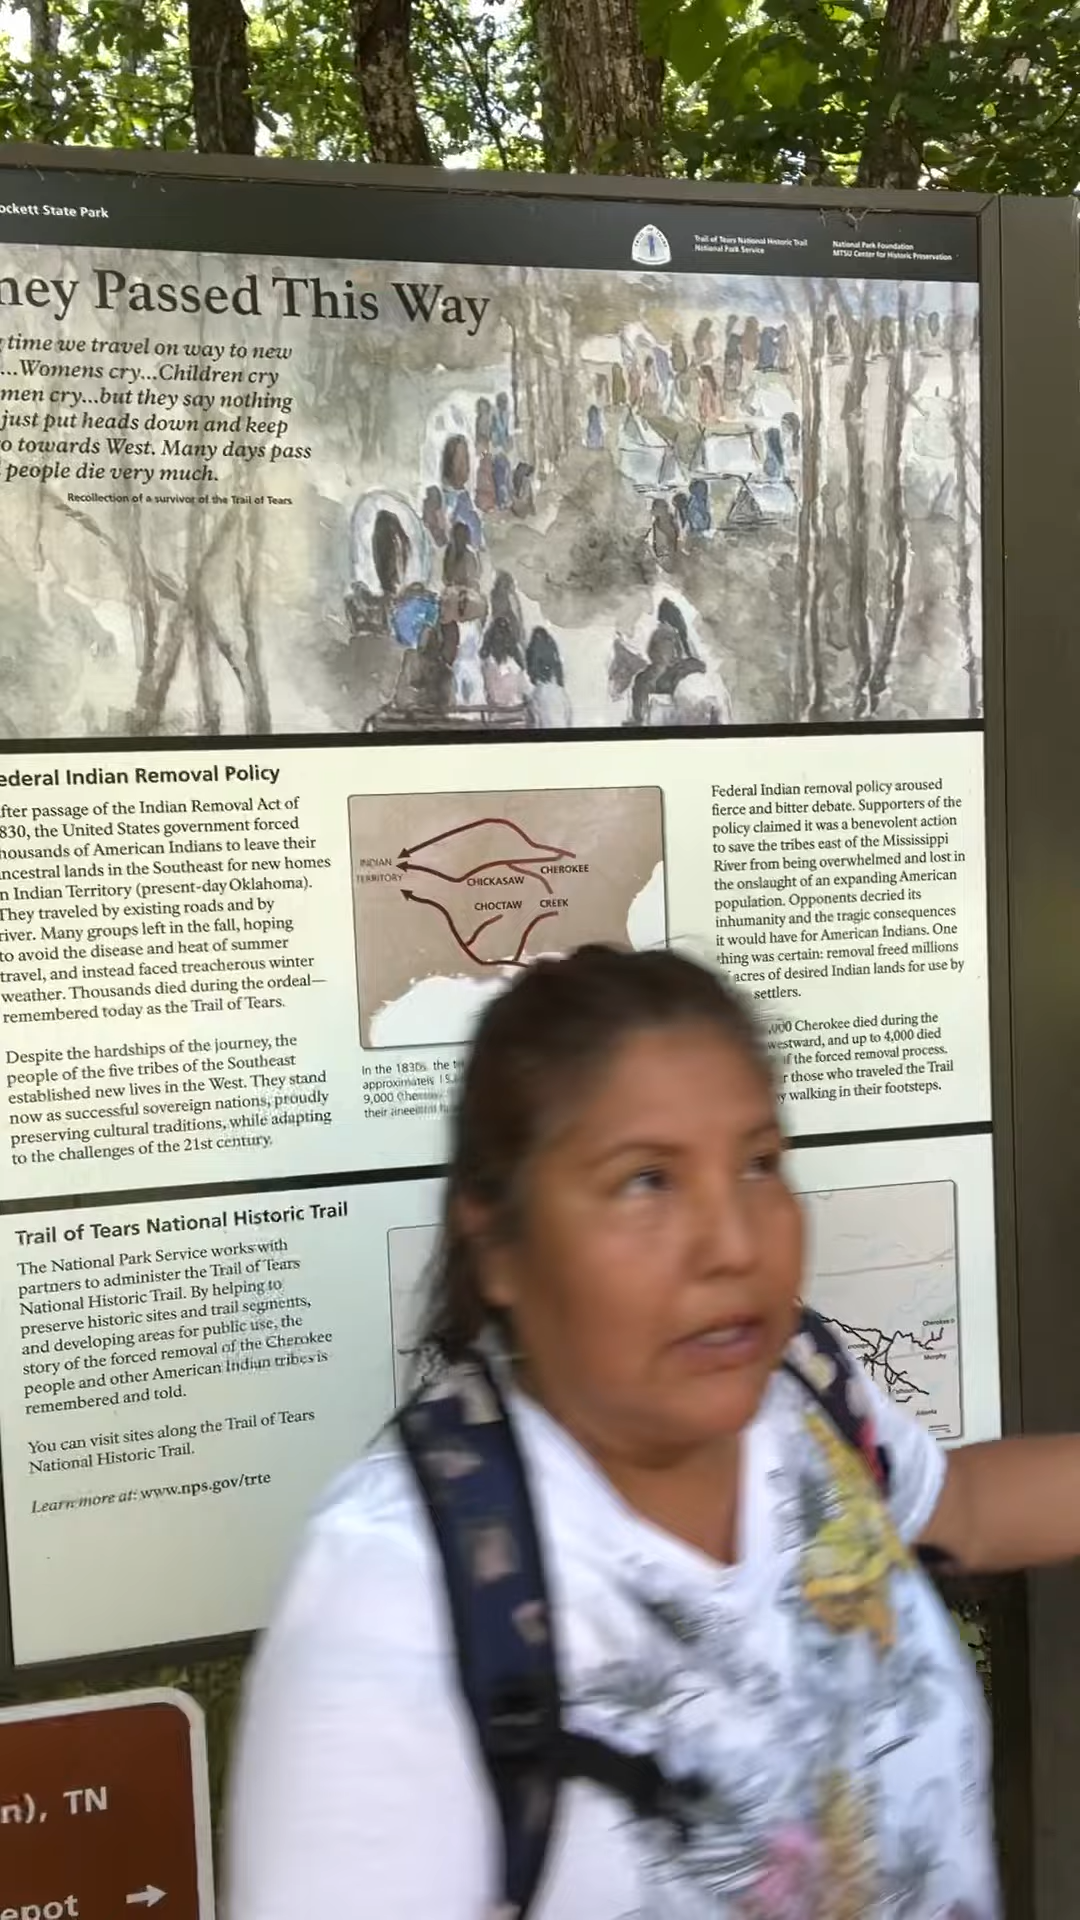 ockett State Park
Trail of Tears National Historic Trail
National Park Service
National Park Foundation
MTSU Center for Historic Preservation
hey Passed This Way
time we travel on way to new
...Womens cry...Children cry
men cry...but they say nothing
just put heads down and keep
o towards West. Many days pass
people die very much.
Recollection of a survivor of the Trail of Tears
ederal Indian Removal Policy
fter passage of the Indian Removal Act of
830, the United States government forced
housands of American Indians to leave their
ancestral lands in the Southeast for new homes
n Indian Territory (present-day Oklahoma).
They traveled by existing roads and by
river. Many groups left in the fall, hoping
to avoid the disease and heat of summer
travel, and instead faced treacherous winter
weather. Thousands died during the ordeal—
remembered today as the Trail of Tears.
Despite the hardships of the journey, the
people of the five tribes of the Southeast
established new lives in the West. They stand
now as successful sovereign nations, proudly
preserving cultural traditions, while adapting
to the challenges of the 21st century.
INDIAN
TERRITORY
CHEROKEE
CHICKASAW
CHOCTAW
CREEK
In the 1830s, the
approximately
9,000
their
Federal Indian removal policy aroused
fierce and bitter debate. Supporters of the
policy claimed it was a benevolent action
to save the tribes east of the Mississippi
River from being overwhelmed and lost in
the onslaught of an expanding American
population. Opponents decried its
inhumanity and the tragic consequences
it would have for American Indians. One
thing was certain: removal freed millions
acres of desired Indian lands for use by
settlers.
,000 Cherokee died during the
westward, and up to 4,000 died
f the forced removal process.
r those who traveled the Trail
y walking in their footsteps.
Trail of Tears National Historic Trail
The National Park Service works with
partners to administer the Trail of Tears
National Historic Trail. By helping to
preserve historic sites and trail segments,
and developing areas for public use, the
story of the forced removal of the Cherokee
people and other American Indian tribes is
remembered and told.
You can visit sites along the Trail of Tears
National Historic Trail.
Learn more at: www.nps.gov/trte
Cherokee
Murphy
n), TN
epot →